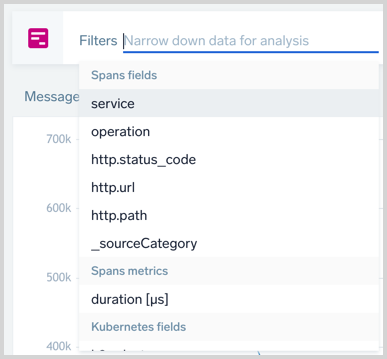 Filters Narrow down data for analysis
Spans fields
Message
service
operation
700k
http.status_code
http.url
600k
http.path
_sourceCategory
Spans metrics
500k
duration [µs]
Kubernetes fields
400k